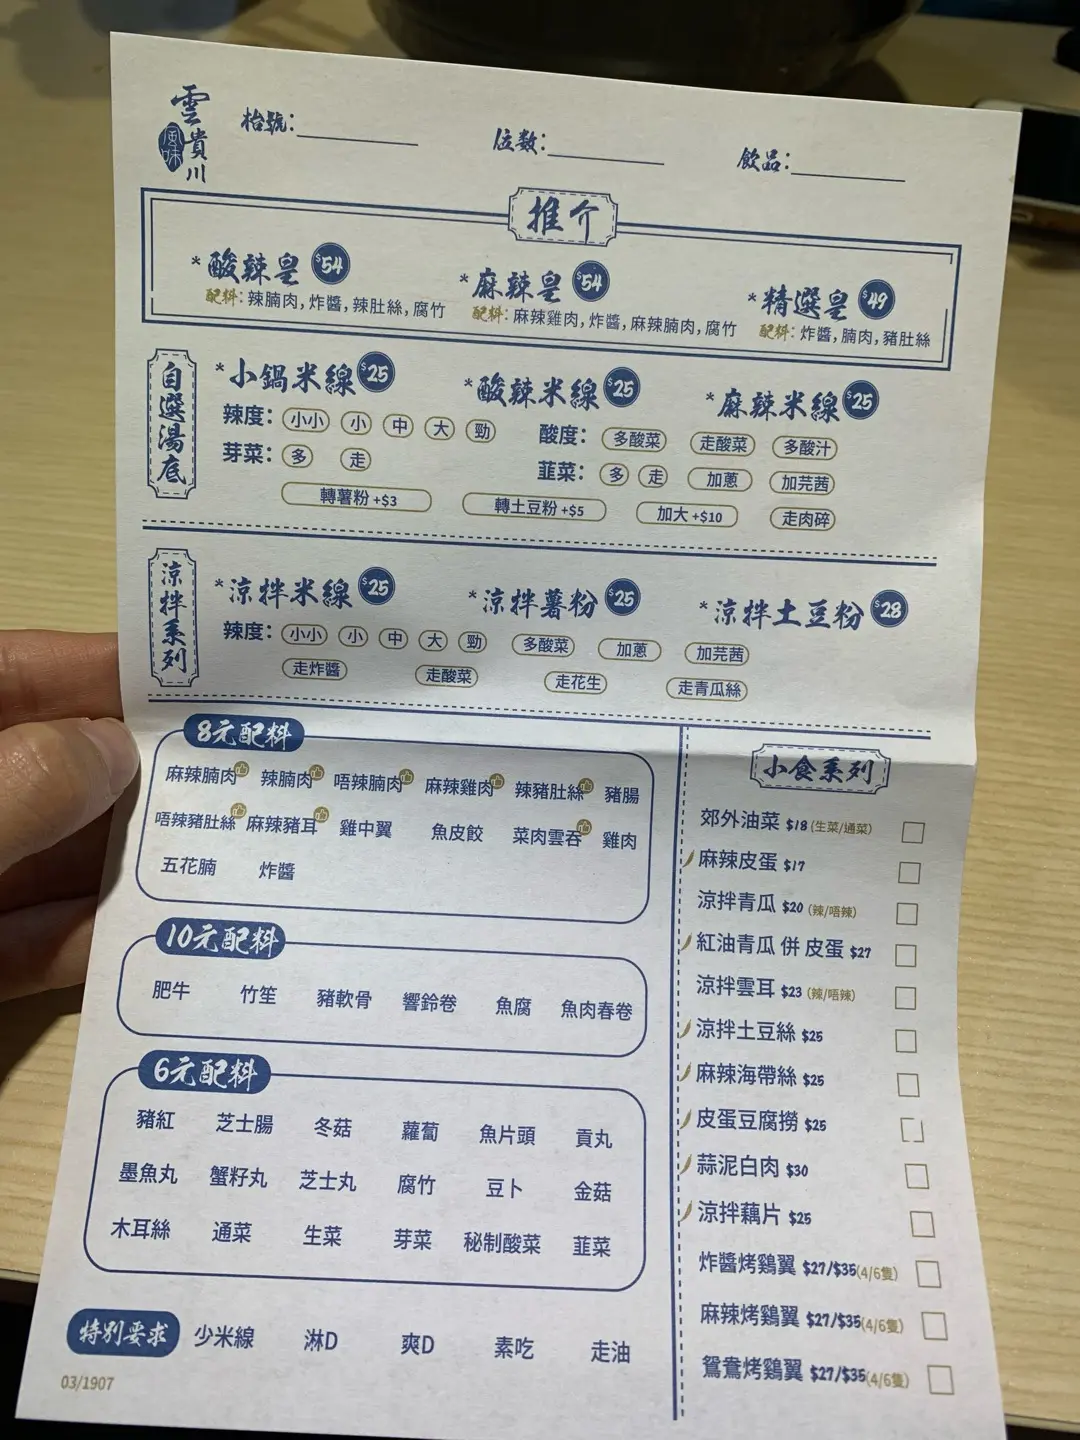 雲貴川
風味
枱號：
位数：
飲品：
推介
*酸辣皇 $54
配料：辣腩肉，炸醬，辣肚絲，腐竹
*麻辣皇 $54
配料：麻辣雞肉，炸醬，麻辣腩肉，腐竹
*精選皇 $49
配料：炸醬，腩肉，豬肚絲
自選湯底
*小鍋米線 $25 *酸辣米線 $25 *麻辣米線 $25
辣度： 小小 小 中 大 勁
酸度： 多酸菜 走酸菜 多酸汁
芽菜： 多 走
韮菜： 多 走 加蔥 加芫茜
轉薯粉 +$3 轉土豆粉 +$5 加大 +$10 走肉碎
涼拌系列
*涼拌米線 $25 *涼拌薯粉 $25 *涼拌土豆粉 $28
辣度： 小小 小 中 大 勁 多酸菜 加蔥 加芫茜
走炸醬 走酸菜 走花生 走青瓜絲
8元配料
麻辣腩肉 辣腩肉 唔辣腩肉 麻辣雞肉 辣豬肚絲 豬腸
唔辣豬肚絲 麻辣豬耳 雞中翼 魚皮餃 菜肉雲吞 雞肉
五花腩 炸醬
10元配料
肥牛 竹笙 豬軟骨 響鈴卷 魚腐 魚肉春卷
6元配料
豬紅 芝士腸 冬菇 蘿蔔 魚片頭 貢丸
墨魚丸 蟹籽丸 芝士丸 腐竹 豆卜 金菇
木耳絲 通菜 生菜 芽菜 秘制酸菜 韮菜
特別要求 少米線 淋D 爽D 素吃 走油
03/1907
小食系列
郊外油菜 $18 (生菜/通菜)
麻辣皮蛋 $17
涼拌青瓜 $20 (辣/唔辣)
紅油青瓜 併 皮蛋 $27
涼拌雲耳 $23 (辣/唔辣)
涼拌土豆絲 $25
麻辣海帶絲 $25
皮蛋豆腐撈 $25
蒜泥白肉 $30
涼拌藕片 $25
炸醬烤鷄翼 $27/$35(4/6隻)
麻辣烤鷄翼 $27/$35(4/6隻)
鴛鴦烤鷄翼 $27/$35(4/6隻)